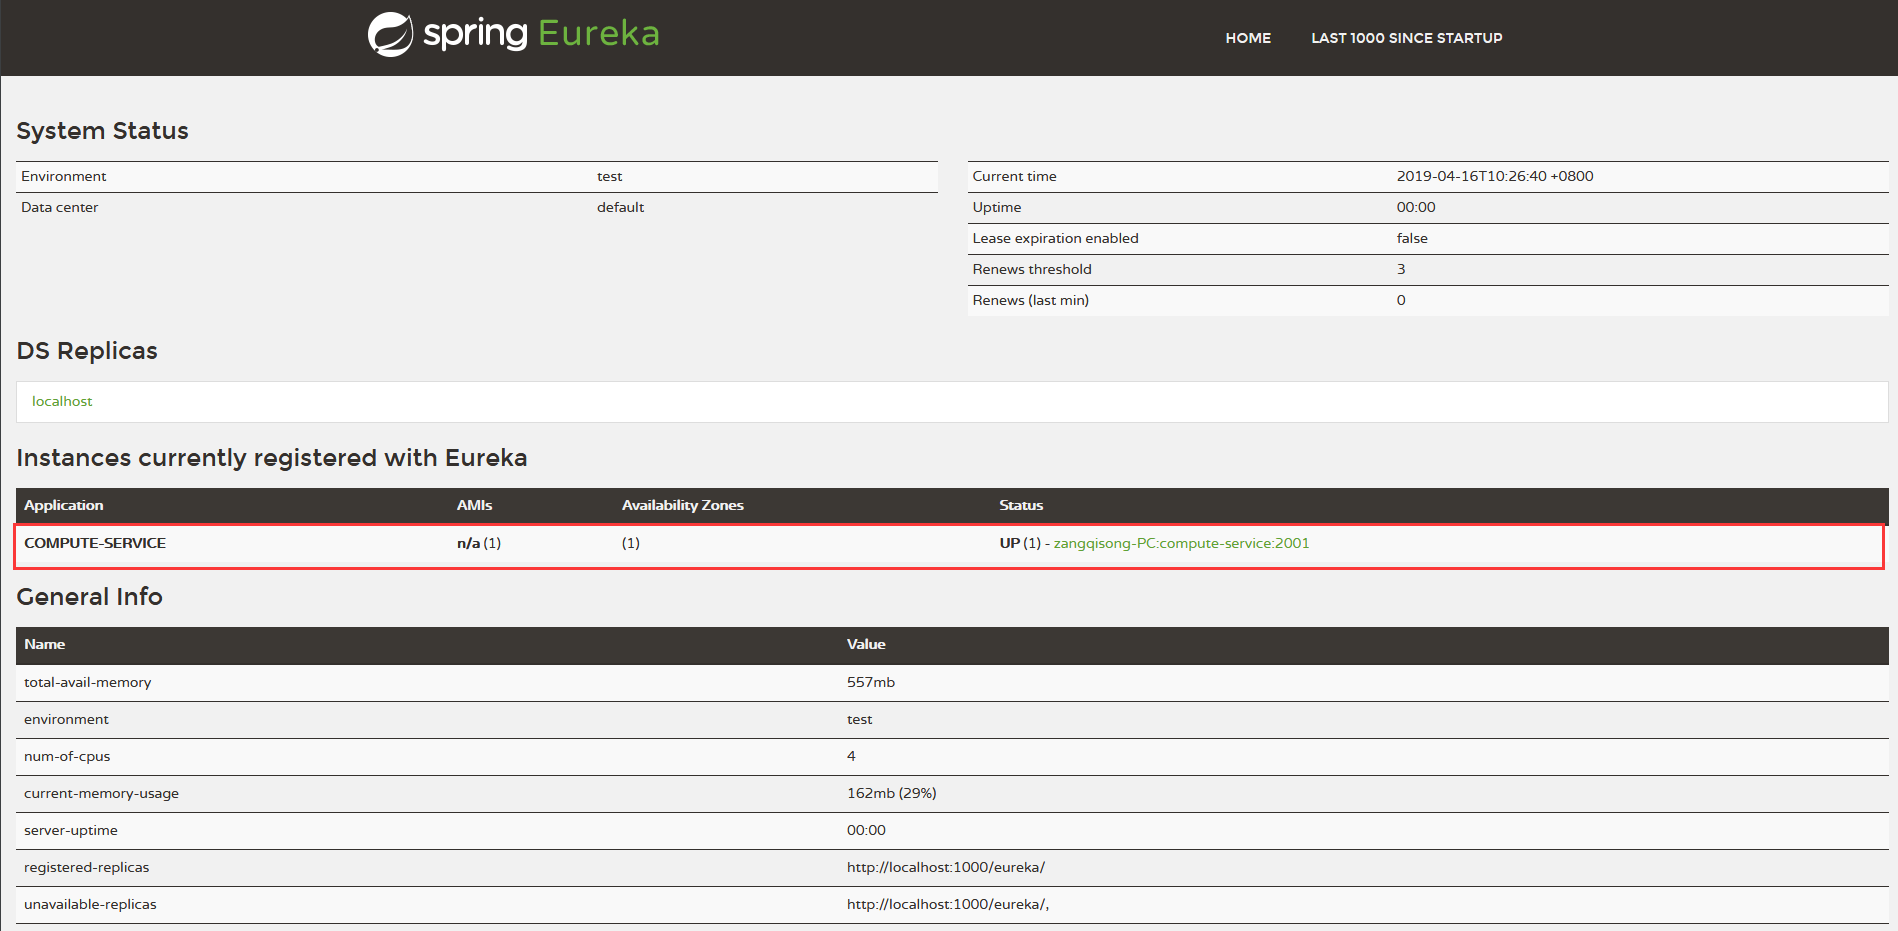 spring Eureka
HOME LAST 1000 SINCE STARTUP
System Status
Environment test
Data center default
Current time 2019-04-16T10:26:40 +0800
Uptime 00:00
Lease expiration enabled false
Renews threshold 3
Renews (last min) 0
DS Replicas
localhost
Instances currently registered with Eureka
Application AMIs Availability Zones Status
COMPUTE-SERVICE n/a (1) (1) UP (1) - zangqisong-PC:compute-service:2001
General Info
Name Value
total-avail-memory 557mb
environment test
num-of-cpus 4
current-memory-usage 162mb (29%)
server-uptime 00:00
registered-replicas http://localhost:1000/eureka/
unavailable-replicas http://localhost:1000/eureka/,